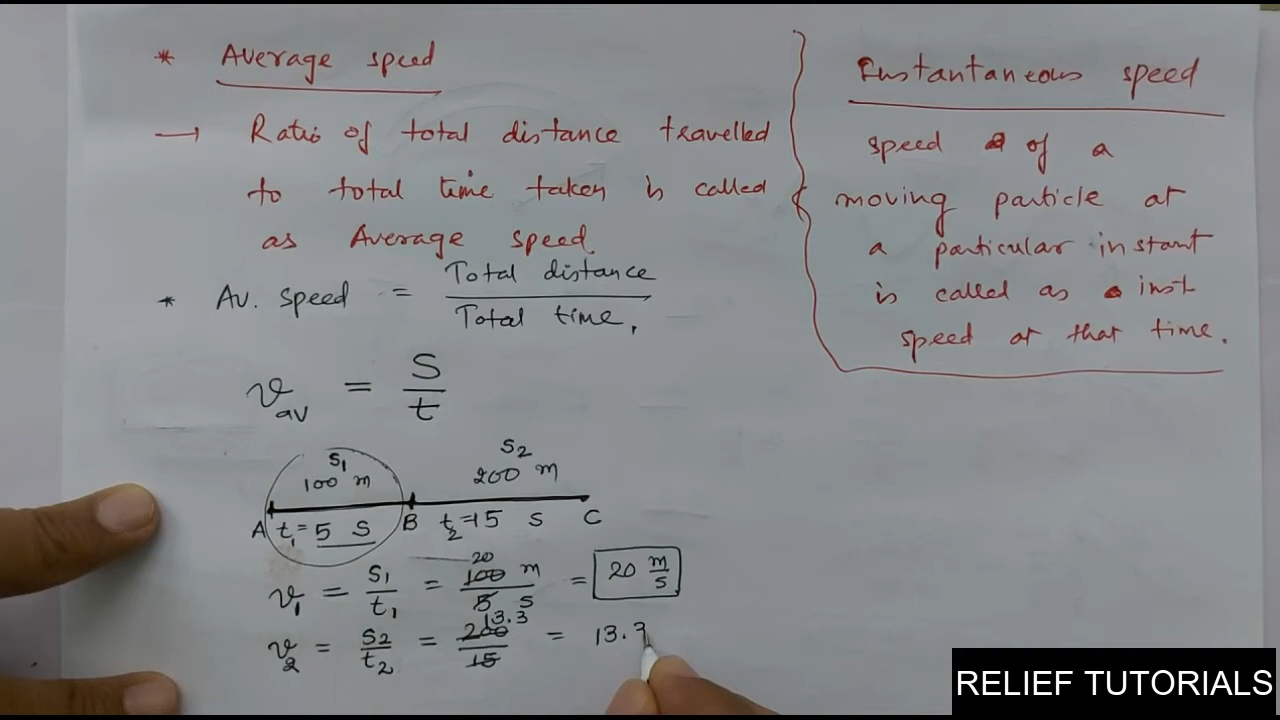 * Average speed
→ Ratio of total distance travelled
to total time taken is called
as Average speed.
* Av. speed = Total distance / Total time.
v_av = S / t
S1 S2
100 m 200 m
A t1 = 5 S B t2 = 15 s C
v1 = S1 / t1 = 100 m / 5 s 20 = 20 m/s
v2 = S2 / t2 = 200 / 15 13.3 = 13.3
Instantaneous speed
speed of a
moving particle at
a particular instant
is called as inst
speed at that time.
RELIEF TUTORIALS